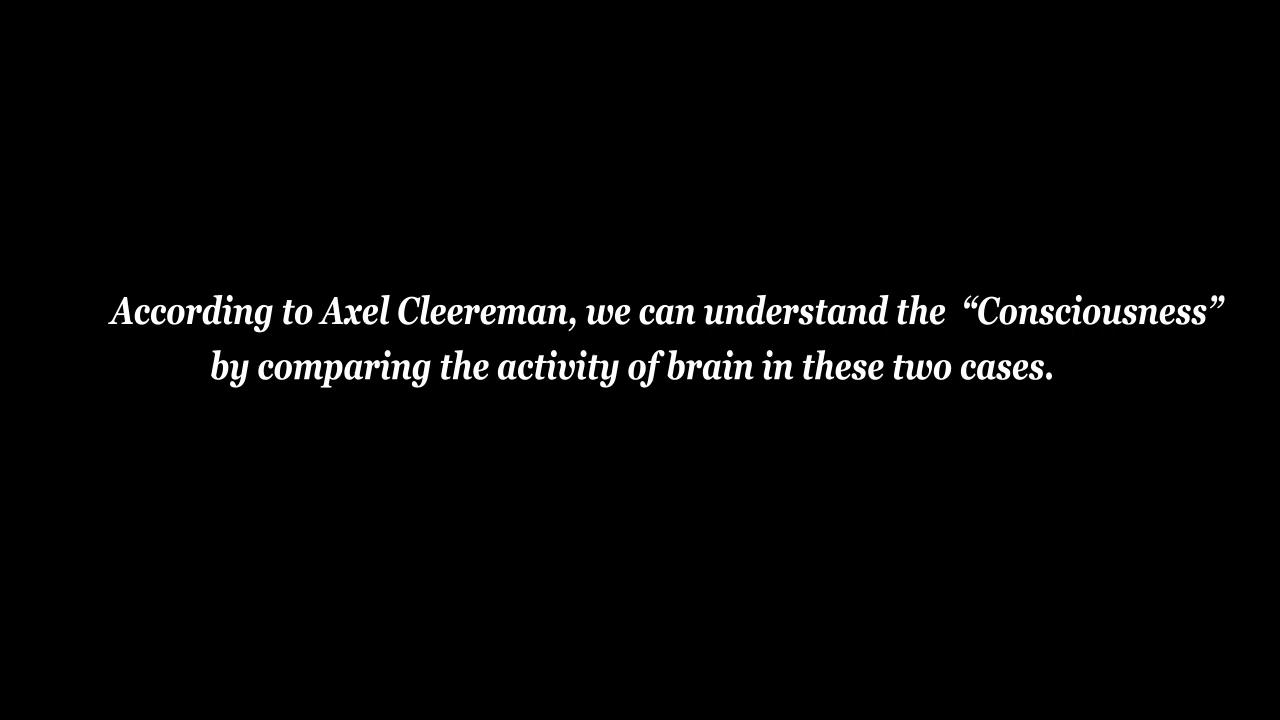 According to Axel Cleereman, we can understand the “Consciousness”
by comparing the activity of brain in these two cases.